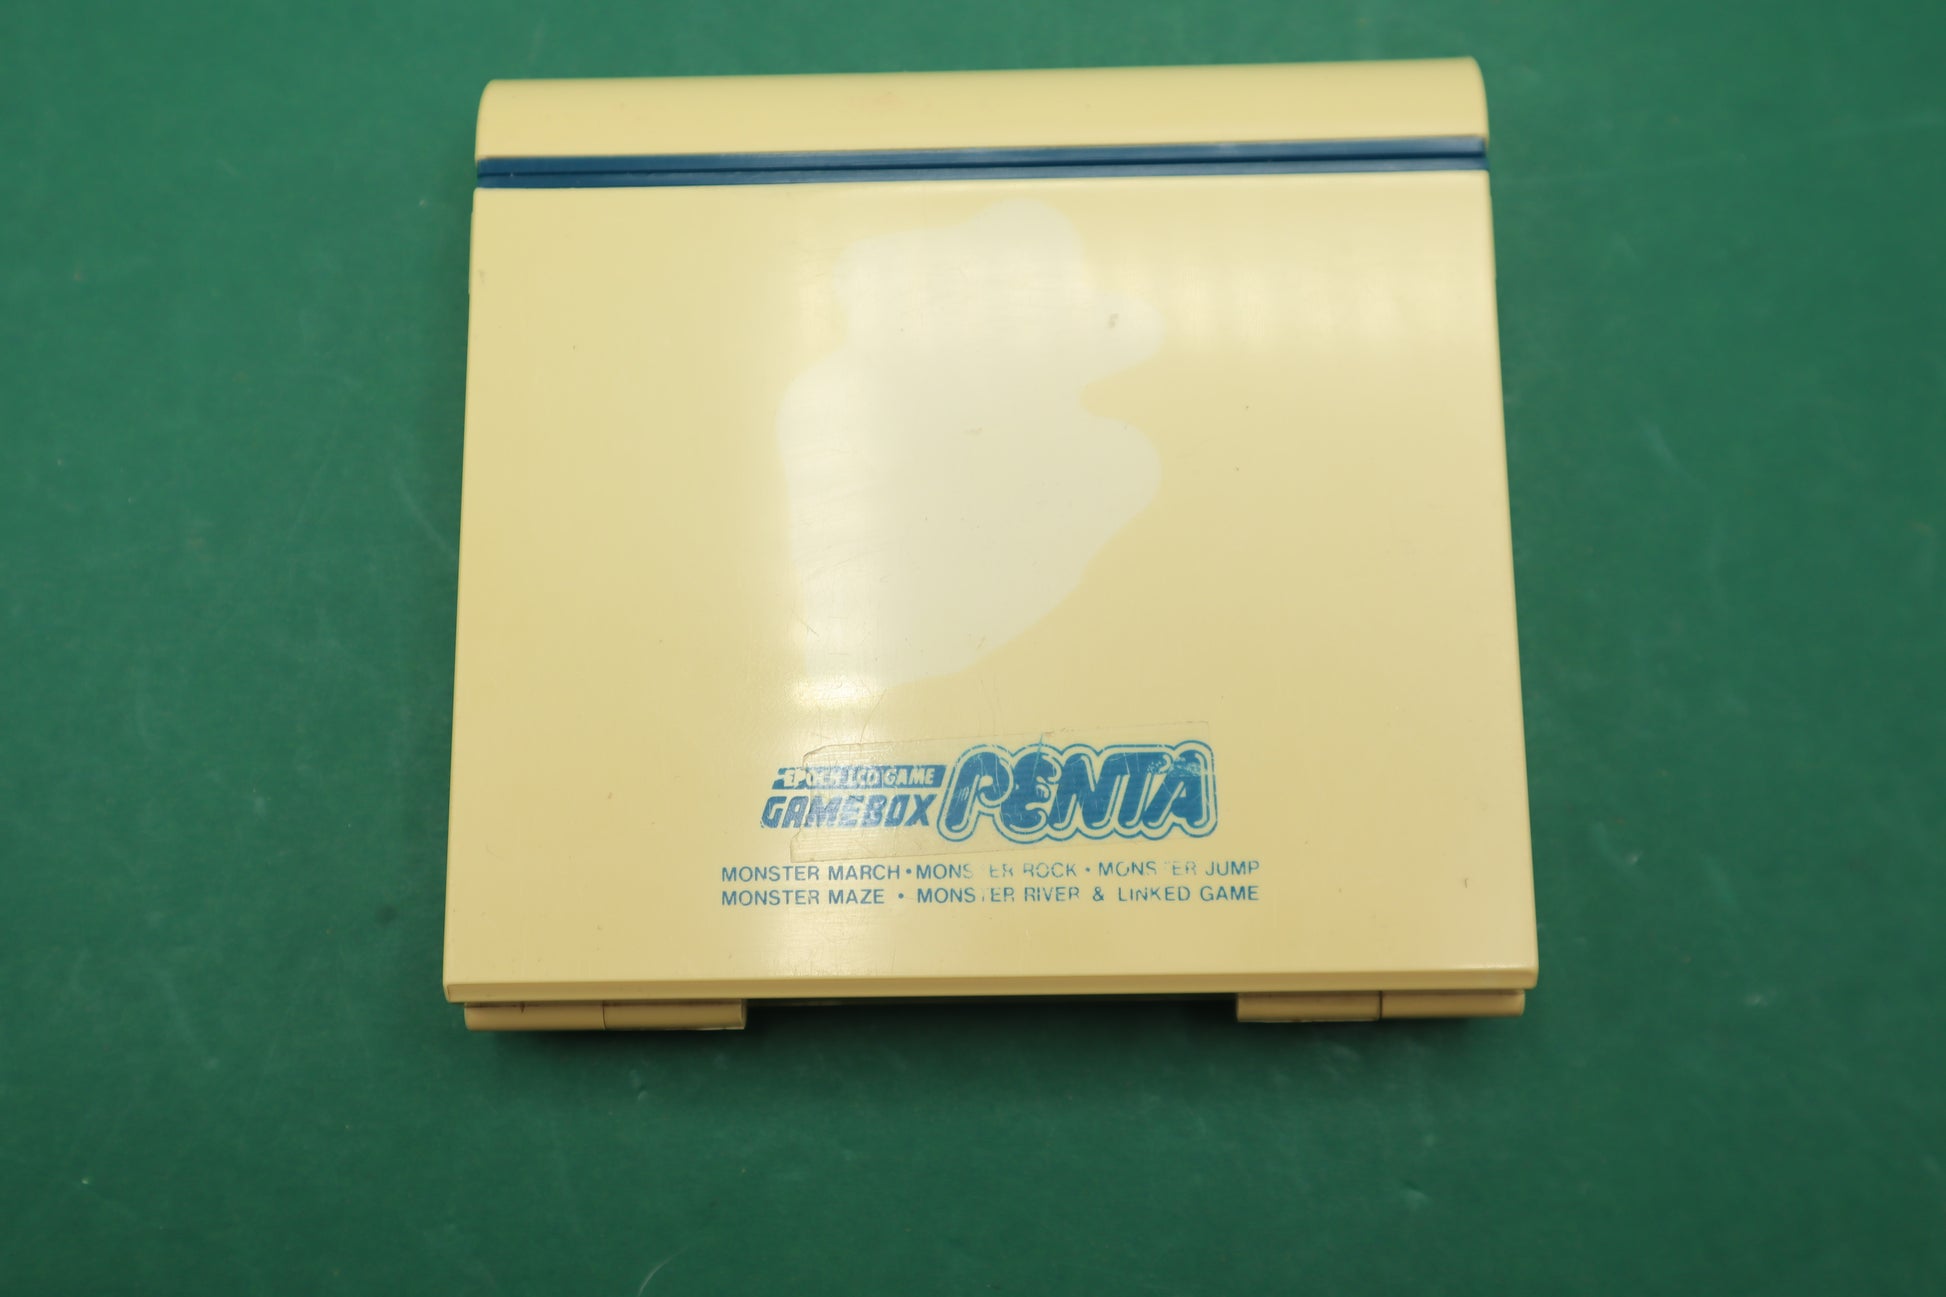 EPOCH LCD GAME
GAMEBOX PENTA
MONSTER MARCH • MONSTER ROCK • MONSTER JUMP
MONSTER MAZE • MONSTER RIVER & LINKED GAME